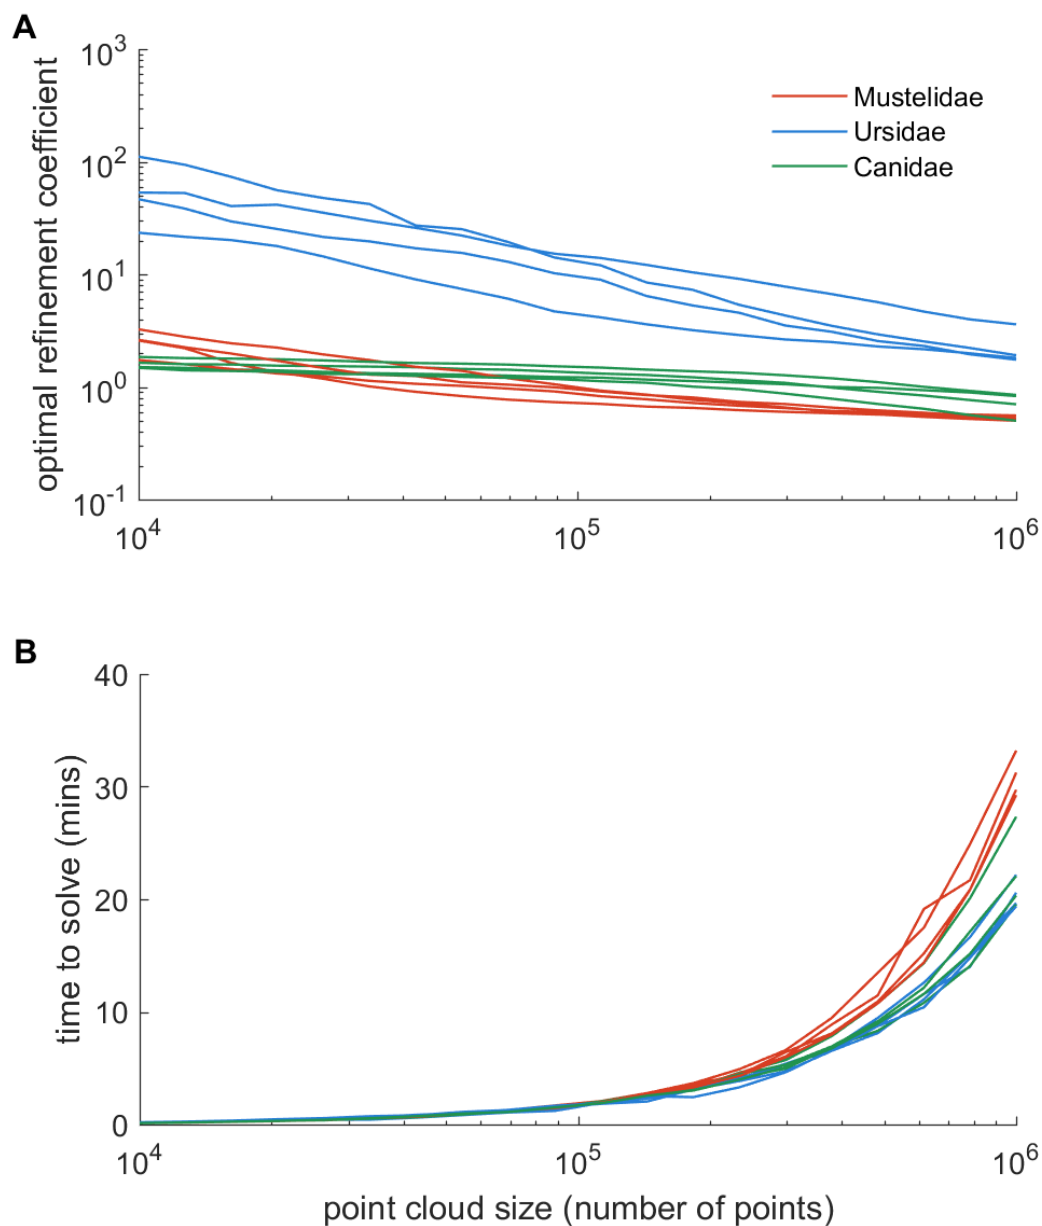 A
optimal refinement coefficient
10^3
10^2
10^1
10^0
10^-1
Mustelidae
Ursidae
Canidae
10^4 10^5 10^6
B
time to solve (mins)
40
30
20
10
0
10^4 10^5 10^6
point cloud size (number of points)